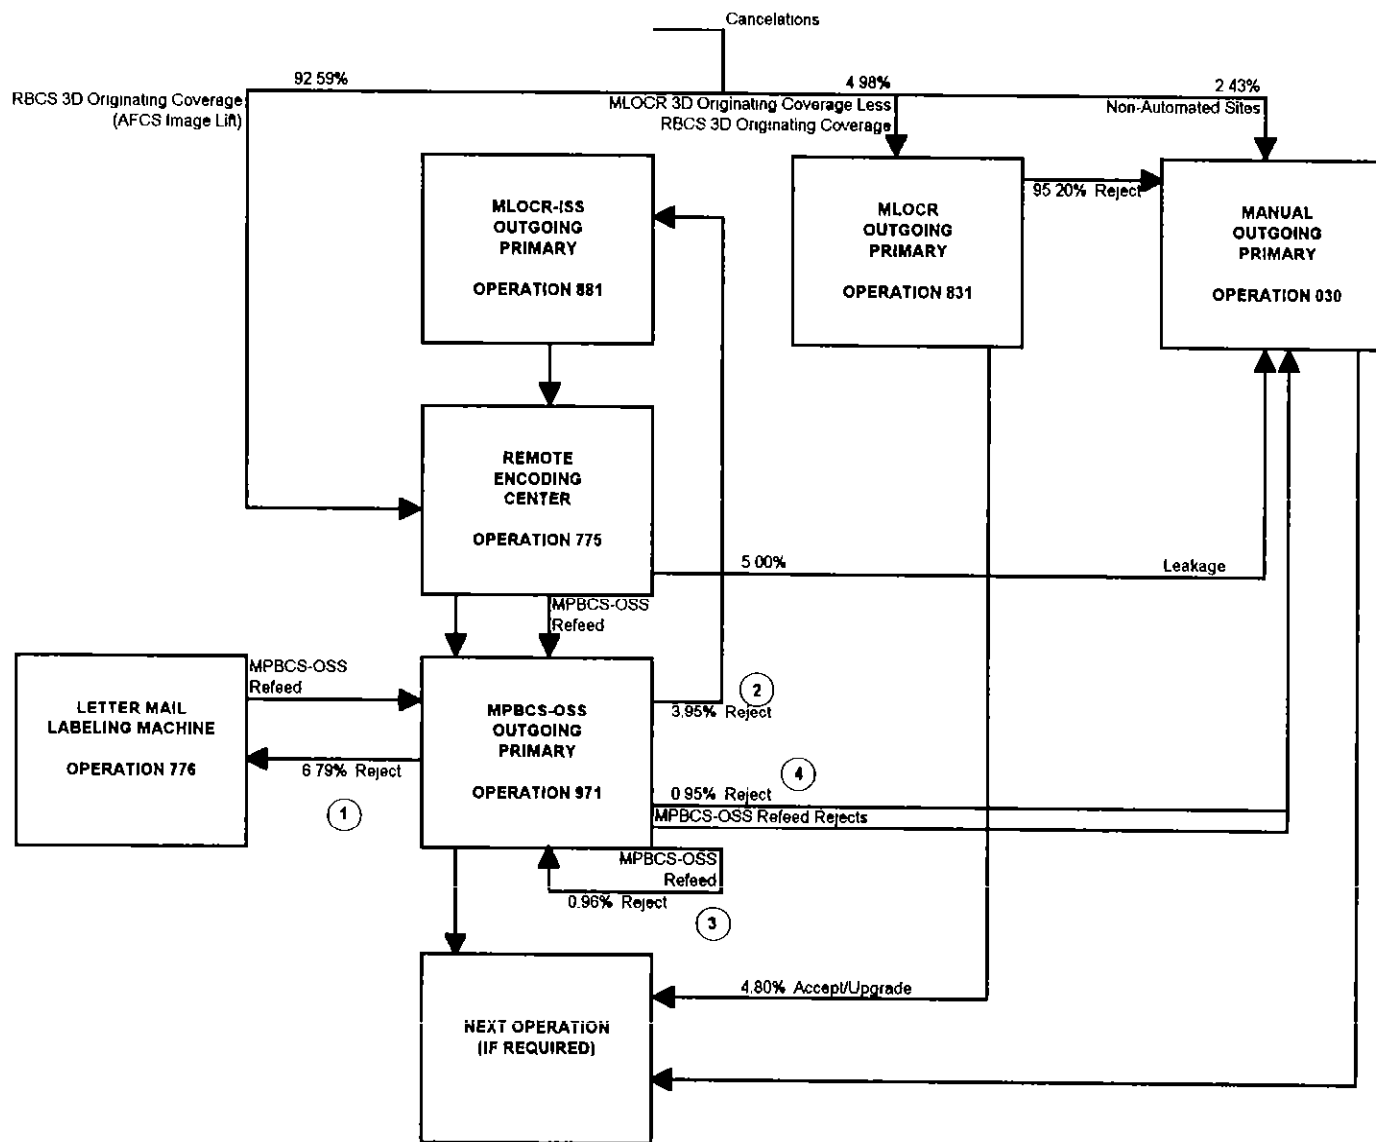 Cancelations
92 59%
4 98%
2 43%
RBCS 3D Originating Coverage
(AFCS Image Lift)
MLOCR 3D Originating Coverage Less
RBCS 3D Originating Coverage
Non-Automated Sites
MLOCR-ISS
OUTGOING
PRIMARY
OPERATION 881
MLOCR
OUTGOING
PRIMARY
OPERATION 831
95 20% Reject
MANUAL
OUTGOING
PRIMARY
OPERATION 030
REMOTE
ENCODING
CENTER
OPERATION 775
5 00%
Leakage
MPBCS-OSS
Refeed
LETTER MAIL
LABELING MACHINE
OPERATION 776
MPBCS-OSS
Refeed
6 79% Reject
1
MPBCS-OSS
OUTGOING
PRIMARY
OPERATION 971
2
3.95% Reject
4
0.95% Reject
MPBCS-OSS Refeed Rejects
MPBCS-OSS
Refeed
0.96% Reject
3
4.80% Accept/Upgrade
NEXT OPERATION
(IF REQUIRED)